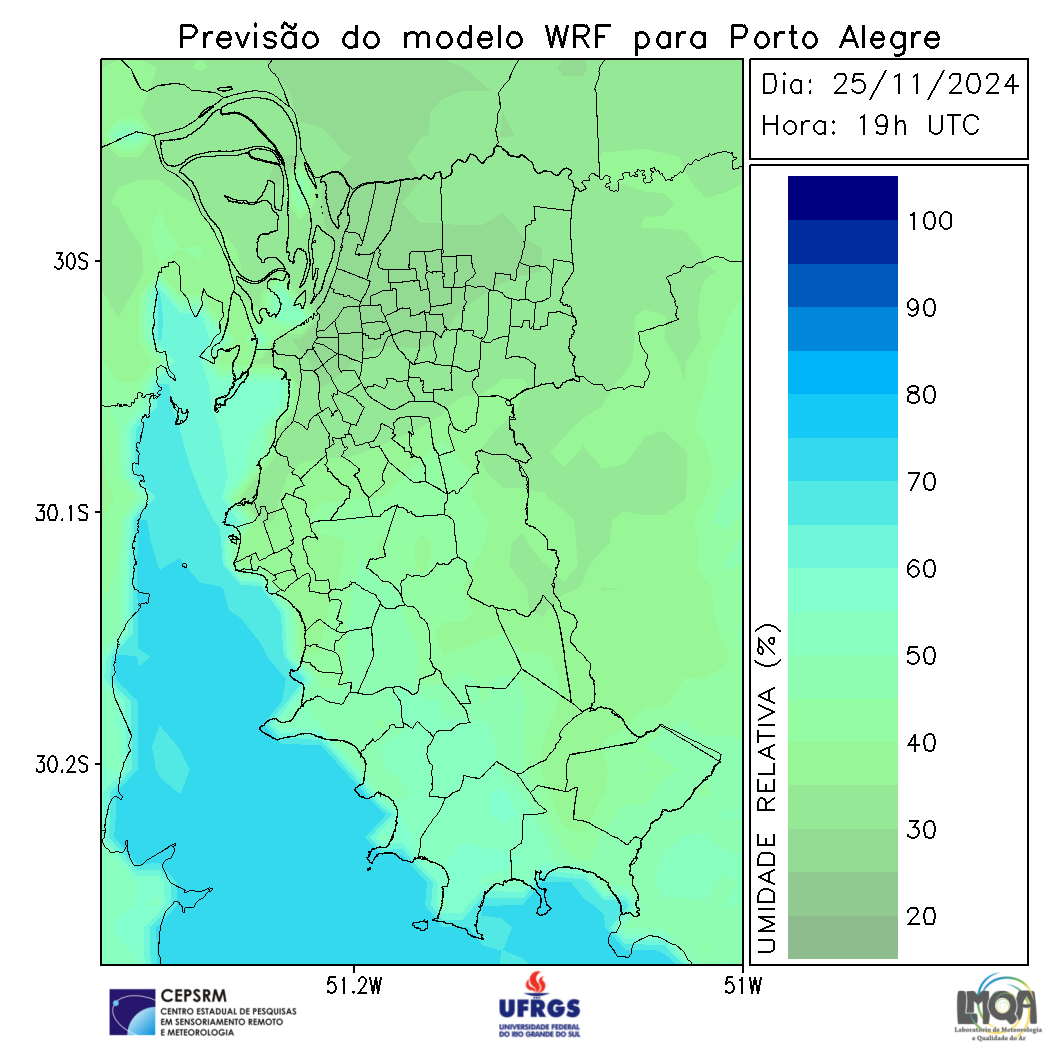 Previsão do modelo WRF para Porto Alegre
Dia: 25/11/2024
Hora: 19h UTC
100
90
80
70
60
50
40
30
20
UMIDADE RELATIVA (%)
30S
30.1S
30.2S
51.2W
51W
CEPSRM
CENTRO ESTADUAL DE PESQUISAS
EM SENSORIAMENTO REMOTO
E METEOROLOGIA
UFRGS
UNIVERSIDADE FEDERAL
DO RIO GRANDE DO SUL
LMQA
Laboratório de Meteorologia
e Qualidade do Ar